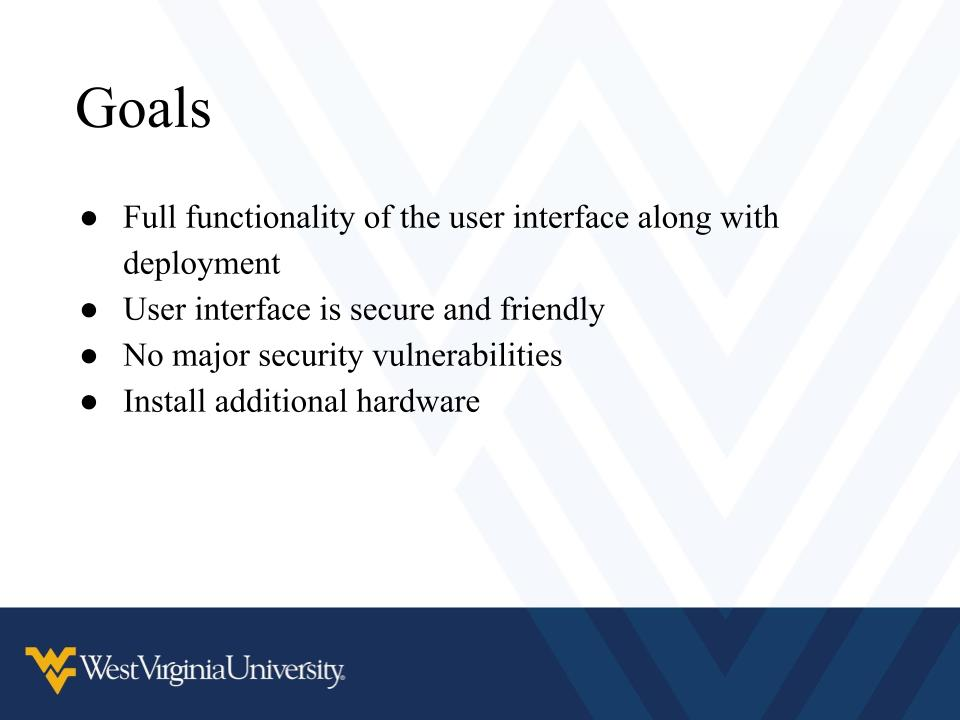 Goals
● Full functionality of the user interface along with
deployment
● User interface is secure and friendly
● No major security vulnerabilities
● Install additional hardware
WestVirginiaUniversity®